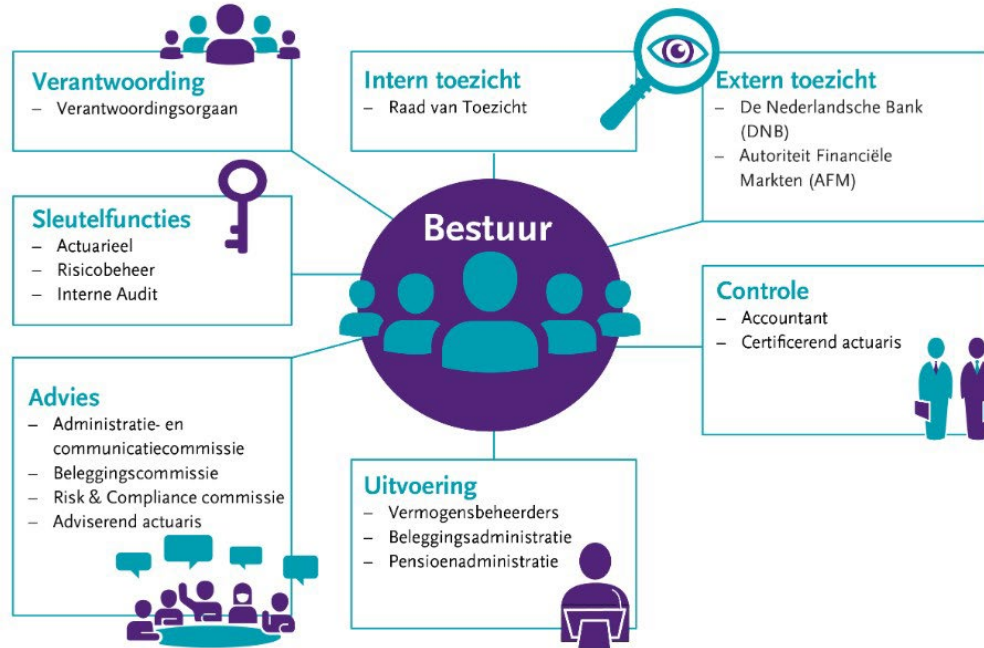 Verantwoording
– Verantwoordingsorgaan
Intern toezicht
– Raad van Toezicht
Extern toezicht
– De Nederlandsche Bank
(DNB)
– Autoriteit Financiële
Markten (AFM)
Sleutelfuncties
– Actuarieel
– Risicobeheer
– Interne Audit
Bestuur
Controle
– Accountant
– Certificerend actuaris
Advies
– Administratie- en
communicatiecommissie
– Beleggingscommissie
– Risk & Compliance commissie
– Adviserend actuaris
Uitvoering
– Vermogensbeheerders
– Beleggingsadministratie
– Pensioenadministratie